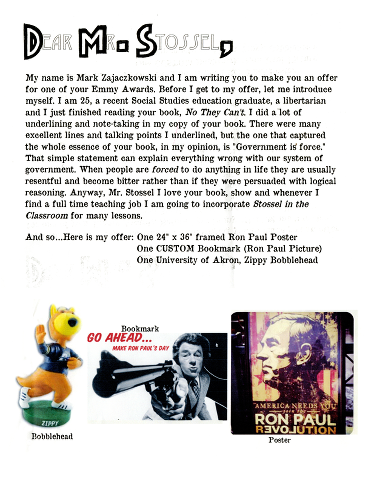 Dear Mr. Stossel,
My name is Mark Zajaczkowski and I am writing you to make you an offer
for one of your Emmy Awards. Before I get to my offer, let me introduce
myself. I am 25, a recent Social Studies education graduate, a libertarian
and I just finished reading your book, No They Can't. I did a lot of
underlining and note-taking in my copy of your book. There were many
excellent lines and talking points I underlined, but the one that captured
the whole essence of your book, in my opinion, is "Government is force."
That simple statement can explain everything wrong with our system of
government. When people are forced to do anything in life they are usually
resentful and become bitter rather than if they were persuaded with logical
reasoning. Anyway, Mr. Stossel I love your book, show and whenever I
find a full time teaching job I am going to incorporate Stossel in the
Classroom for many lessons.
And so...Here is my offer: One 24" x 36" framed Ron Paul Poster
One CUSTOM Bookmark (Ron Paul Picture)
One University of Akron, Zippy Bobblehead
Bookmark
GO AHEAD...
MAKE RON PAUL'S DAY
ZIPPY
Bobblehead
AMERICA NEEDS YOU
RON PAUL
REVOLUTION
Poster